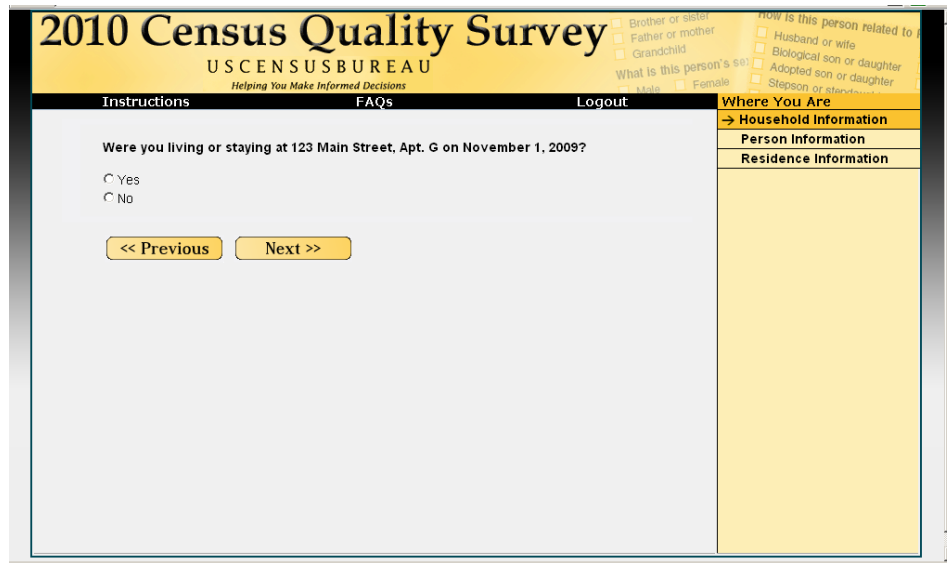 2010 Census Quality Survey
USCENSUSBUREAU
Helping You Make Informed Decisions
Brother or sister
Father or mother
Grandchild
What is this person's sex
Male Female
How is this person related to
Husband or wife
Biological son or daughter
Adopted son or daughter
Stepson or
Instructions FAQs Logout
Where You Are
→ Household Information
Person Information
Residence Information
Were you living or staying at 123 Main Street, Apt. G on November 1, 2009?
Yes
No
<< Previous Next >>